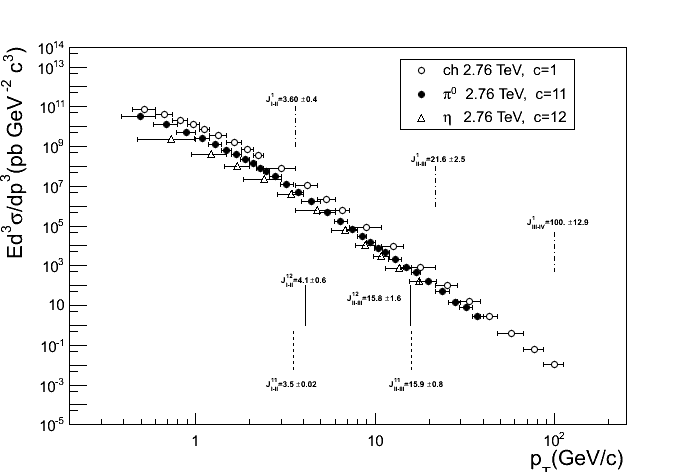 Ed³σ/dp³(pb GeV⁻² c³)
10¹⁴
10¹³
10¹¹
10⁹
10⁷
10⁵
10³
10
10⁻¹
10⁻³
10⁻⁵
ch 2.76 TeV, c=1
π⁰ 2.76 TeV, c=11
η 2.76 TeV, c=12
J¹I-II=3.60 ±0.4
J¹II-III=21.6 ±2.5
J¹III-IV=100. ±12.9
J¹²I-II=4.1±0.6
J¹²II-III=15.8 ±1.6
J¹¹I-II=3.5 ±0.02
J¹¹II-III=15.9 ±0.8
1
10
10²
p_T(GeV/c)